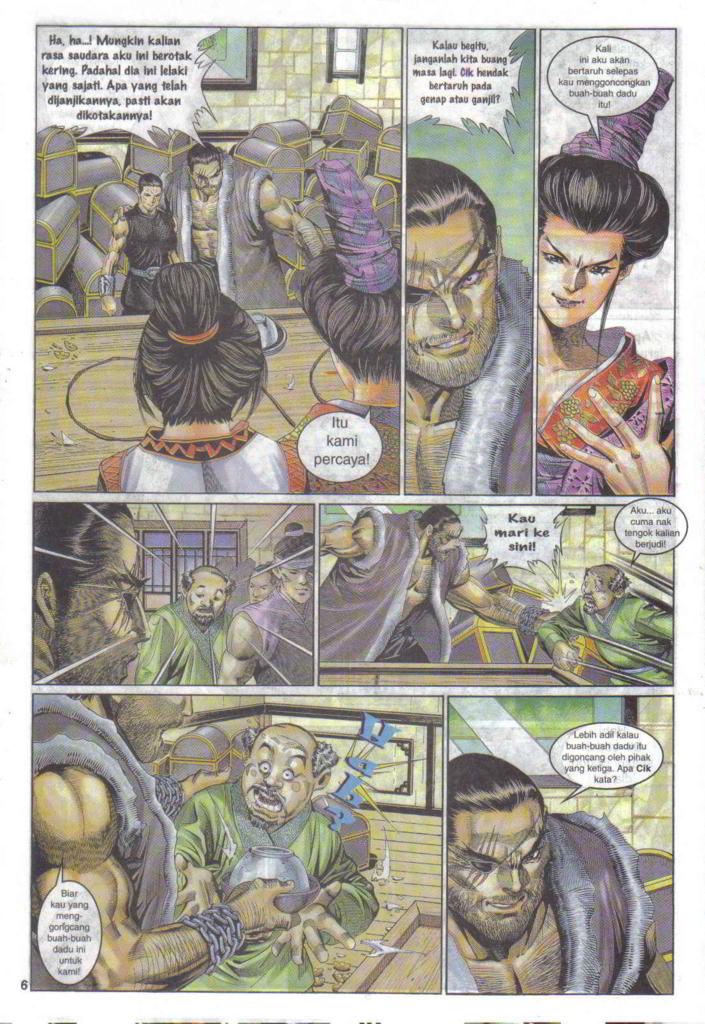 Ha, ha...! Mungkin kalian
rasa saudara aku ini berotak
kering. Padahal dia ini lelaki
yang sajati. Apa yang telah
dijanjikannya, pasti akan
dikotakannya!
Itu
kami
percaya!
Kalau begitu,
janganlah kita buang
masa lagi. Cik hendak
bertaruh pada
genap atau ganjil?
Kali
ini aku akan
bertaruh selepas
kau menggoncongkan
buah-buah dadu
itu!
Kau
mari ke
sini!
Aku... aku
cuma nak
tengok kalian
berjudi!
Huba
Biar
kau yang
meng-
gorgcang
buah-buah
dadu ini
untuk
kami!
Lebih adil kalau
buah-buah dadu itu
digoncang oleh pihak
yang ketiga. Apa Cik
kata?
6